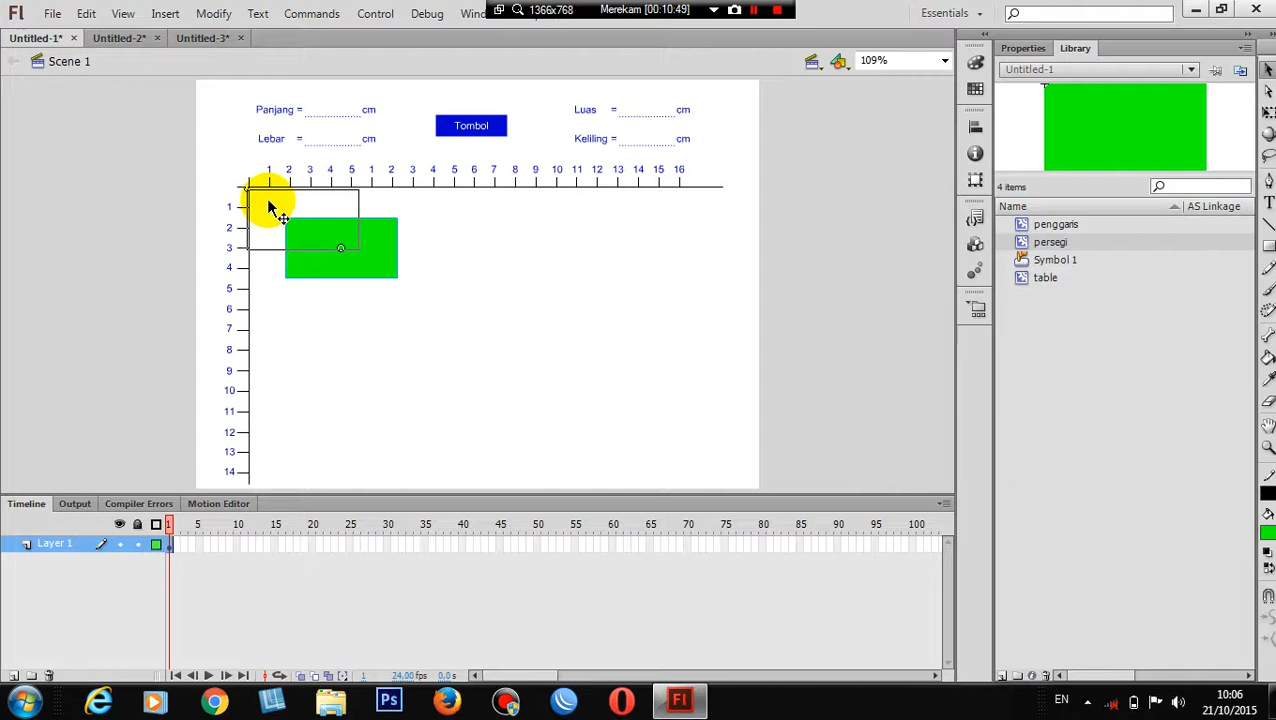 Fl File Edit View Insert Modify Text Commands Control Debug
1366x768 Merekam [00:10:49]
Essentials
Untitled-1* × Untitled-2* × Untitled-3* ×
Scene 1 109%
Properties Library
Untitled-1
Panjang = cm
Lebar = cm
Tombol
Luas = cm
Keliling = cm
1 2 3 4 5 1 2 3 4 5 6 7 8 9 10 11 12 13 14 15 16
1
2
3
4
5
6
7
8
9
10
11
12
13
14
4 items
Name AS Linkage
penggaris
persegi
Symbol 1
table
Timeline Output Compiler Errors Motion Editor
1 5 10 15 20 25 30 35 40 45 50 55 60 65 70 75 80 85 90 95 100
Layer 1
1 24,00 fps 0,0 s
Ps Fl EN 10:06
21/10/2015